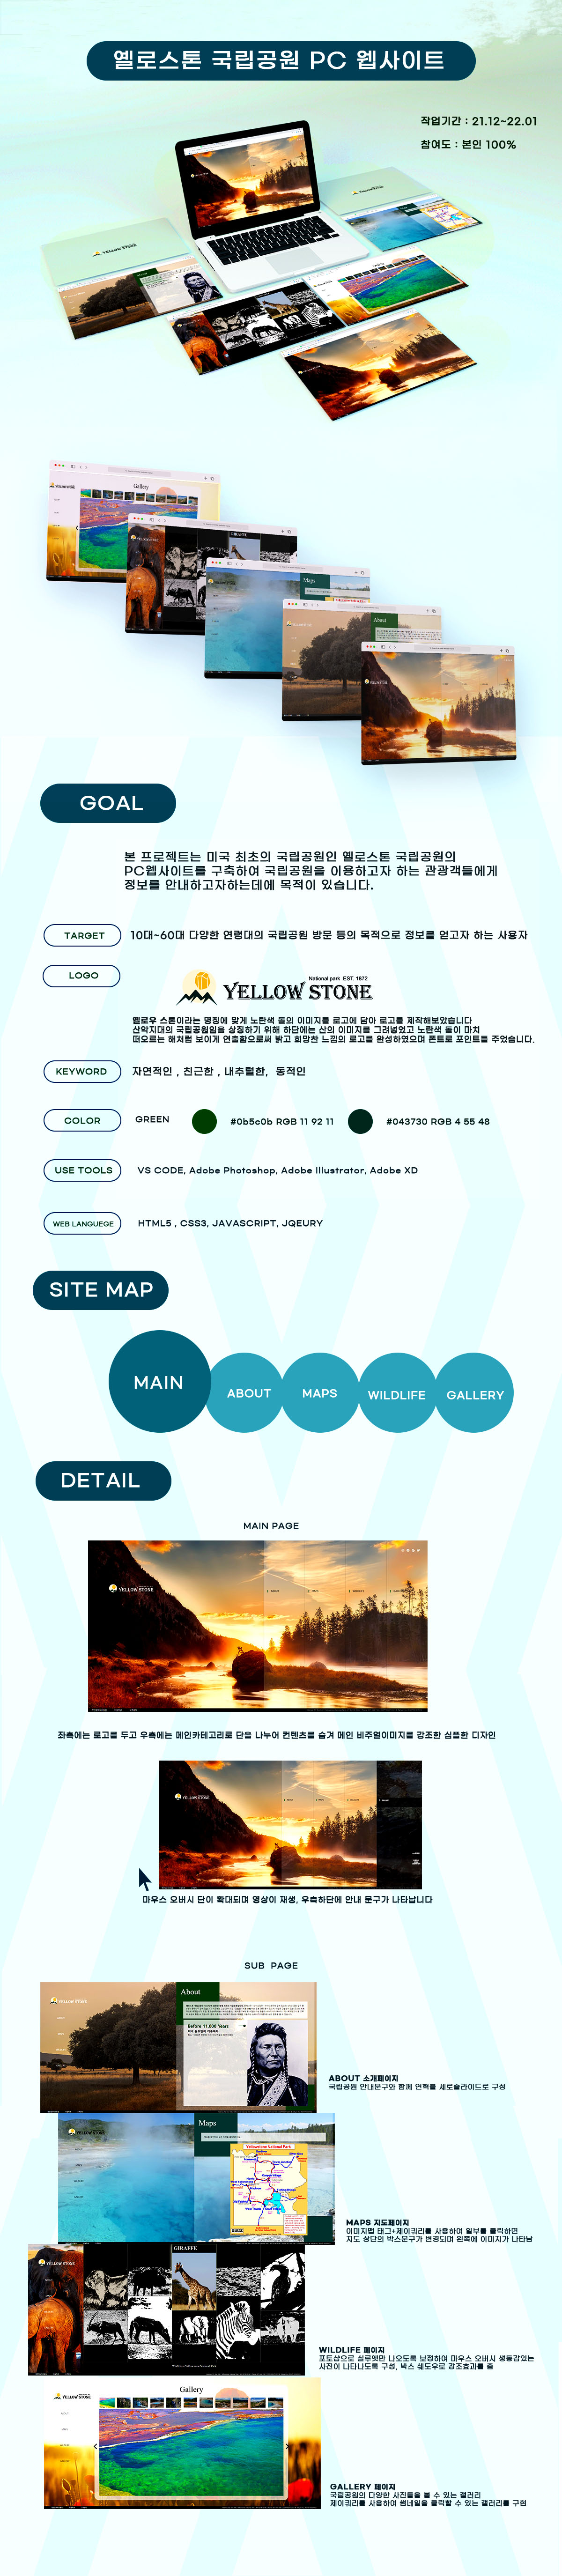 옐로스톤 국립공원 PC 웹사이트
작업기간 : 21.12~22.01
참여도 : 본인 100%
YELLOW STONE
Gallery
GIRAFFE
Maps
About
GOAL
본 프로젝트는 미국 최초의 국립공원인 옐로스톤 국립공원의
PC웹사이트를 구축하여 국립공원을 이용하고자 하는 관광객들에게
정보를 안내하고자하는데에 목적이 있습니다.
TARGET
10대~60대 다양한 연령대의 국립공원 방문 등의 목적으로 정보를 얻고자 하는 사용자
LOGO
National park EST. 1872
YELLOW STONE
옐로우 스톤이라는 명칭에 맞게 노란색 돌의 이미지를 로고에 담아 로고를 제작해보았습니다
산악지대의 국립공원임을 상징하기 위해 하단에는 산의 이미지를 그려넣었고 노란색 돌이 마치
떠오르는 해처럼 보이게 연출함으로써 밝고 희망찬 느낌의 로고를 완성하였으며 폰트로 포인트를 주었습니다.
KEYWORD
자연적인 , 친근한 , 내추럴한, 동적인
COLOR
GREEN
#0b5c0b RGB 11 92 11
#043730 RGB 4 55 48
USE TOOLS
VS CODE, Adobe Photoshop, Adobe Illustrator, Adobe XD
WEB LANGUEGE
HTML5 , CSS3, JAVASCRIPT, JQEURY
SITE MAP
MAIN
ABOUT
MAPS
WILDLIFE
GALLERY
DETAIL
MAIN PAGE
YELLOW STONE
좌측에는 로고를 두고 우측에는 메인카테고리로 단을 나누어 컨텐츠를 숨겨 메인 비주얼이미지를 강조한 심플한 디자인
YELLOW STONE
마우스 오버시 단이 확대되며 영상이 재생, 우측하단에 안내 문구가 나타납니다
SUB PAGE
YELLOW STONE
About
Before 11,000 Years
ABOUT 소개페이지
국립공원 안내문구와 함께 연혁을 세로슬라이드로 구성
YELLOW STONE
Maps
Yellowstone National Park
MAPS 지도페이지
이미지맵 태그+제이쿼리를 사용하여 일부를 클릭하면
지도 상단의 박스문구가 변경되며 왼쪽에 이미지가 나타남
YELLOW STONE
GIRAFFE
WILDLIFE 페이지
포토샵으로 실루엣만 나오도록 보정하여 마우스 오버시 생동감있는
사진이 나타나도록 구성, 박스 쉐도우로 강조효과를 줌
YELLOW STONE
Gallery
GALLERY 페이지
국립공원의 다양한 사진들을 볼 수 있는 갤러리
제이쿼리를 사용하여 썸네일을 클릭할 수 있는 갤러리를 구현